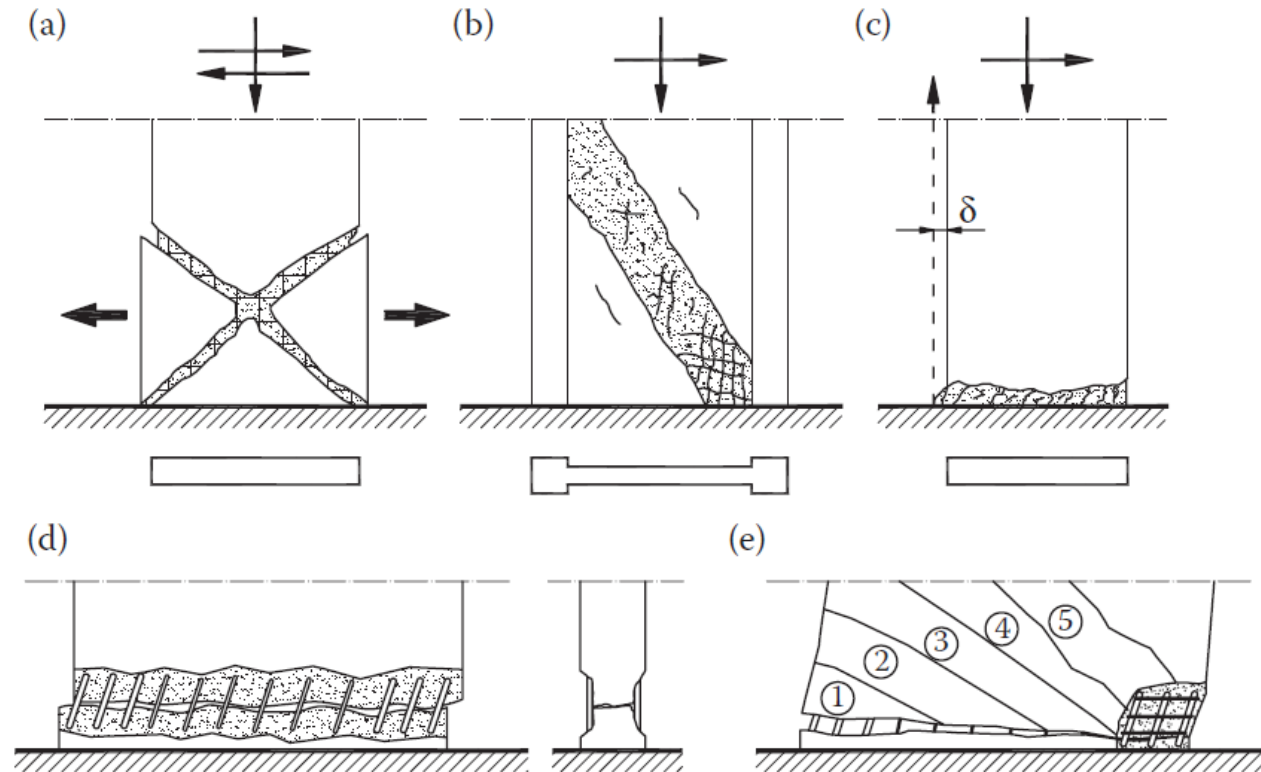 (a)
(b)
(c)
δ
(d)
(e)
① ② ③ ④ ⑤